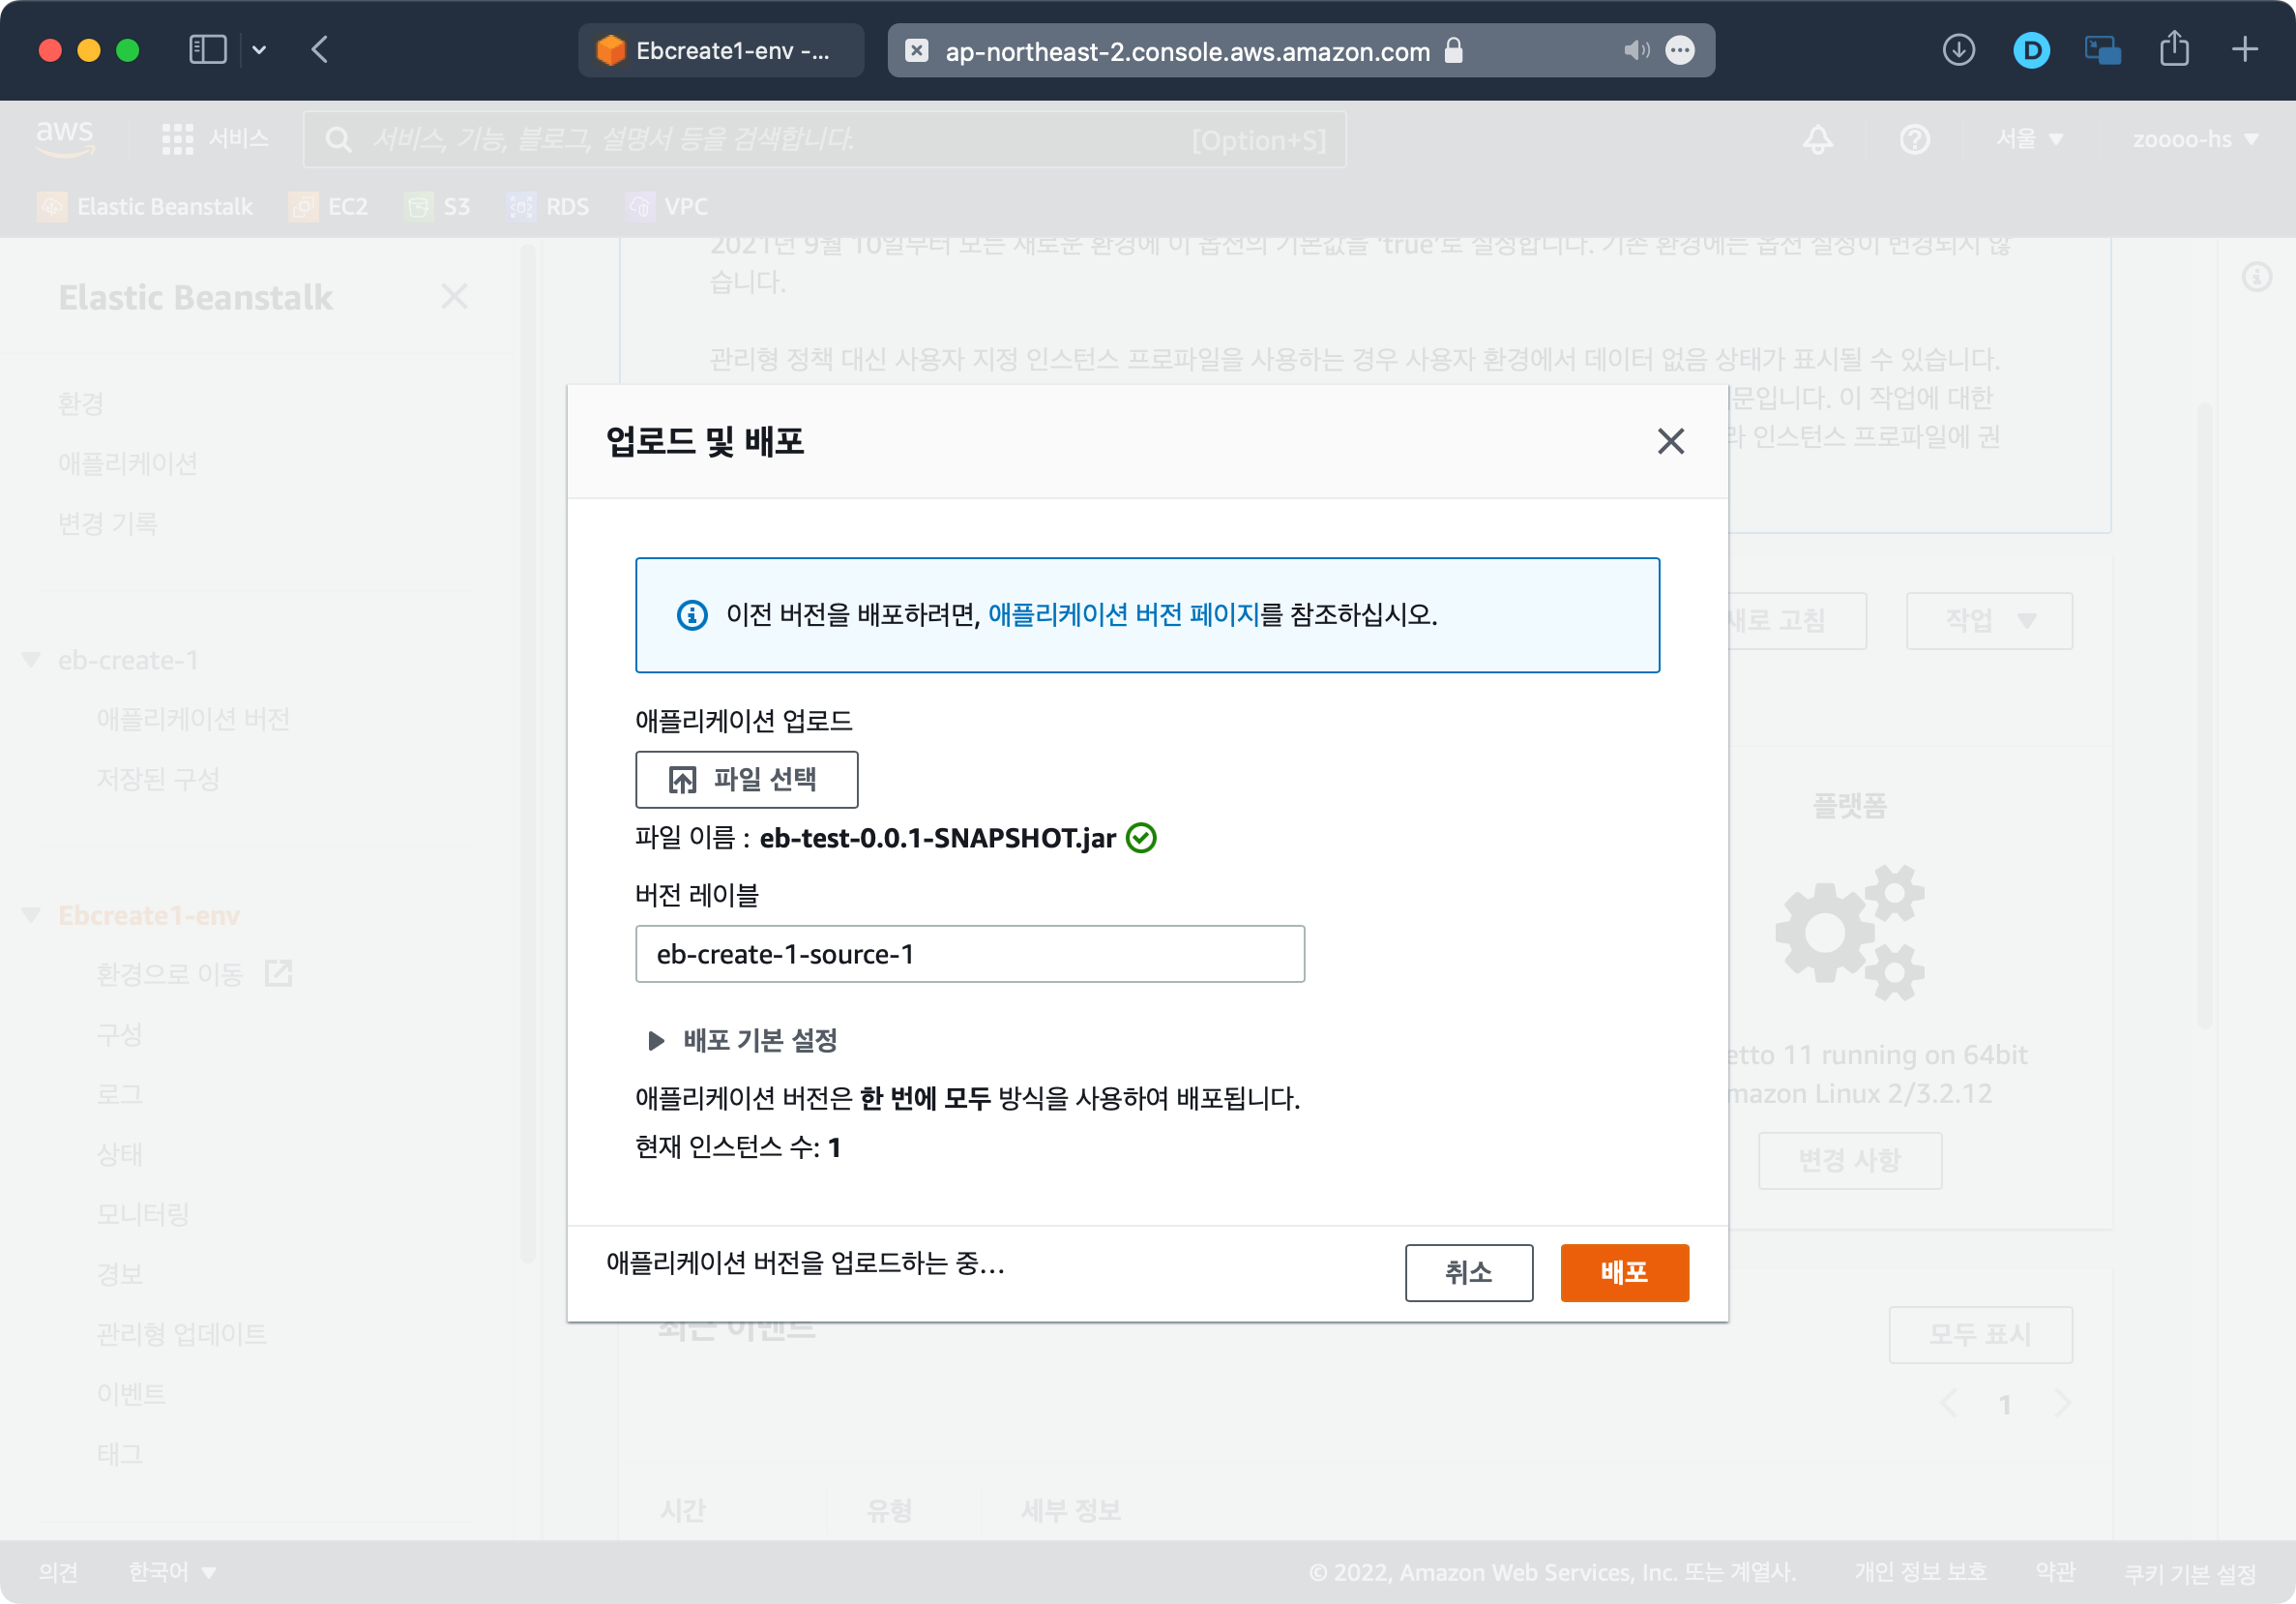 Ebcreate1-env -...
ap-northeast-2.console.aws.amazon.com
D
aws
서비스
서비스, 기능, 블로그, 설명서 등을 검색합니다.
[Option+S]
서울
zoooo-hs
Elastic Beanstalk
EC2
S3
RDS
VPC
Elastic Beanstalk
환경
애플리케이션
변경 기록
eb-create-1
애플리케이션 버전
저장된 구성
Ebcreate1-env
환경으로 이동
구성
로그
상태
모니터링
경보
관리형 업데이트
이벤트
태그
2021년 9월 10일부터 모든 새로운 환경에 이 옵션의 기본값을 'true'로 설정합니다. 기존 환경에는 옵션 설정이 변경되지 않
습니다.
관리형 정책 대신 사용자 지정 인스턴스 프로파일을 사용하는 경우 사용자 환경에서 데이터 없음 상태가 표시될 수 있습니다.
문입니다. 이 작업에 대한
라 인스턴스 프로파일에 권
새로 고침
작업
플랫폼
etto 11 running on 64bit
mazon Linux 2/3.2.12
변경 사항
업로드 및 배포
이전 버전을 배포하려면, 애플리케이션 버전 페이지를 참조하십시오.
애플리케이션 업로드
파일 선택
파일 이름 : eb-test-0.0.1-SNAPSHOT.jar
버전 레이블
eb-create-1-source-1
배포 기본 설정
애플리케이션 버전은 한 번에 모두 방식을 사용하여 배포됩니다.
현재 인스턴스 수: 1
애플리케이션 버전을 업로드하는 중...
취소
배포
최근 이벤트
모두 표시
1
시간
유형
세부 정보
의견
한국어
© 2022, Amazon Web Services, Inc. 또는 계열사.
개인 정보 보호
약관
쿠키 기본 설정